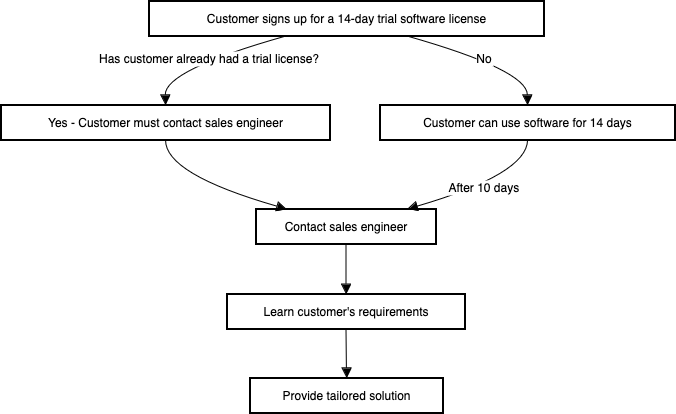 Customer signs up for a 14-day trial software license
Has customer already had a trial license?
No
Yes - Customer must contact sales engineer
Customer can use software for 14 days
After 10 days
Contact sales engineer
Learn customer's requirements
Provide tailored solution